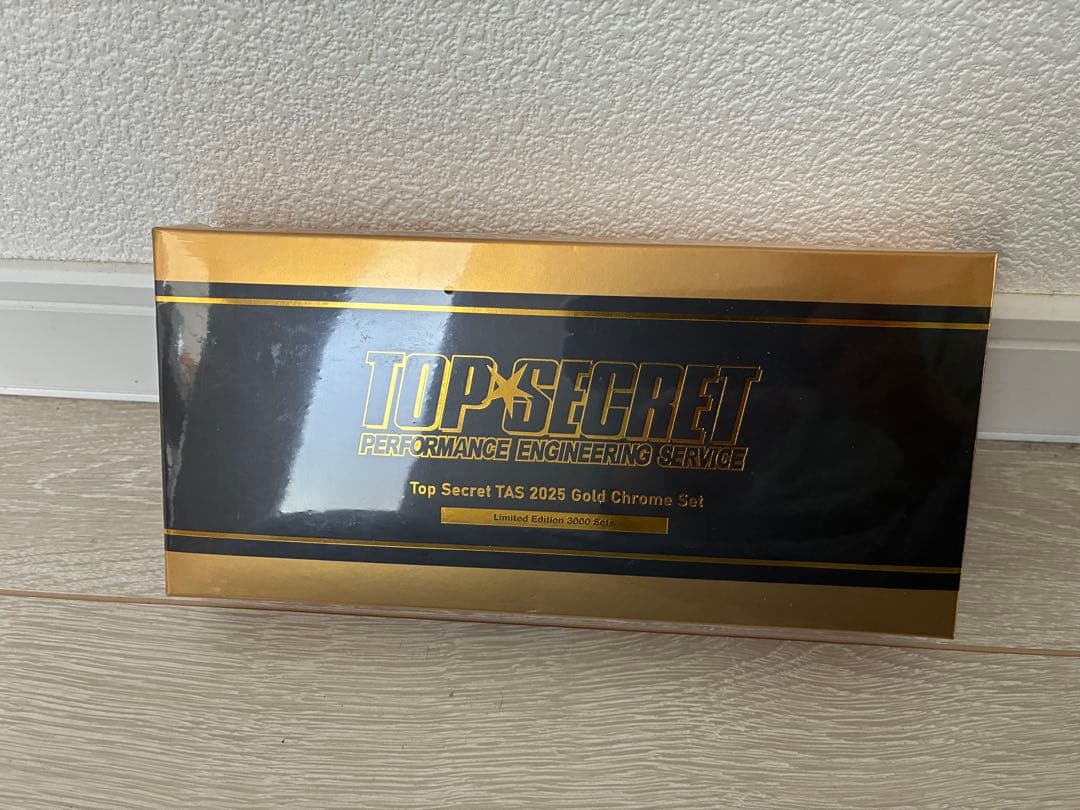 TOP★SECRET
PERFORMANCE ENGINEERING SERVICE
Top Secret TAS 2025 Gold Chrome Set
Limited Edition 3000 Sets